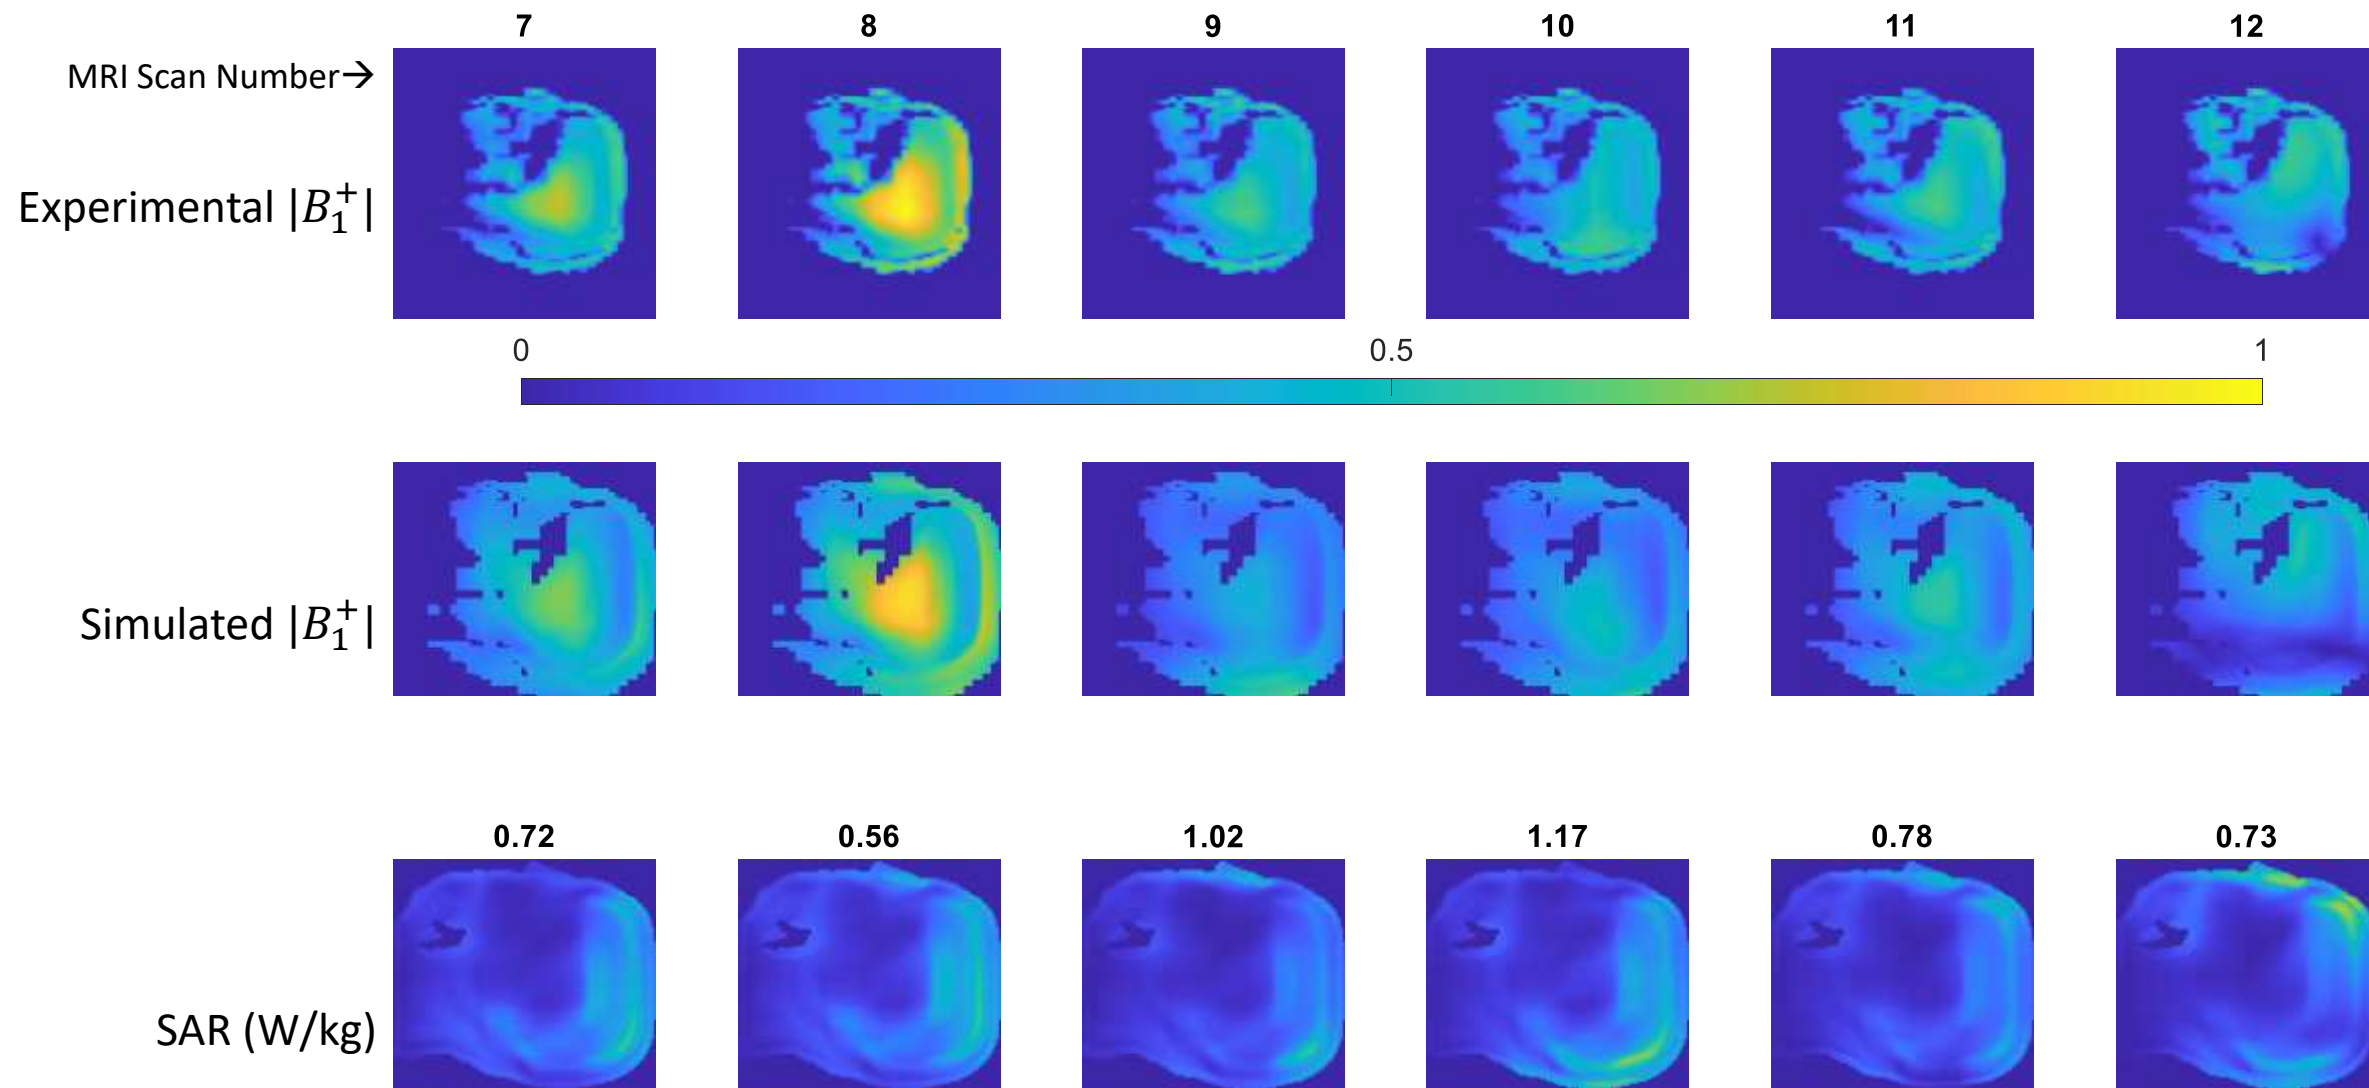 7 8 9 10 11 12
MRI Scan Number→
Experimental |B₁⁺|
0 0.5 1
Simulated |B₁⁺|
0.72 0.56 1.02 1.17 0.78 0.73
SAR (W/kg)